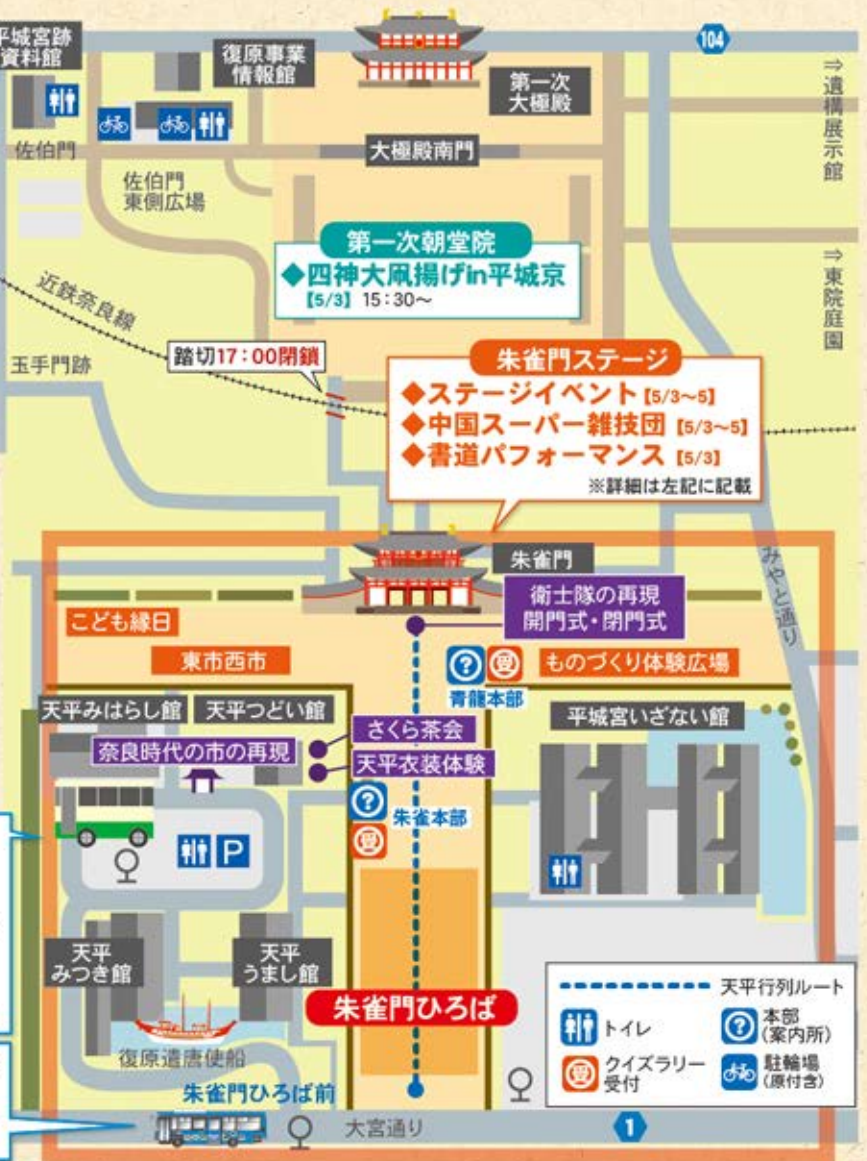 平城宮跡
資料館
復原事業
情報館
104
第一次
大極殿
⇒遺構展示館
佐伯門
大極殿南門
佐伯門
東側広場
第一次朝堂院
◆四神大凧揚げin平城京
【5/3】15:30~
⇒東院庭園
近鉄奈良線
玉手門跡
踏切17:00閉鎖
朱雀門ステージ
◆ステージイベント【5/3~5】
◆中国スーパー雑技団【5/3~5】
◆書道パフォーマンス【5/3】
※詳細は左記に記載
朱雀門
みやと通り
衛士隊の再現
開門式・閉門式
こども縁日
東市西市
?
受
ものづくり体験広場
青龍本部
天平みはらし館
天平つどい館
平城宮いざない館
さくら茶会
奈良時代の市の再現
天平衣装体験
?
朱雀本部
受
P
天平
みつき館
天平
うまし館
朱雀門ひろば
復原遣唐使船
朱雀門ひろば前
大宮通り
1
天平行列ルート
トイレ
?
本部
(案内所)
受
クイズラリー
受付
駐輪場
(原付含)